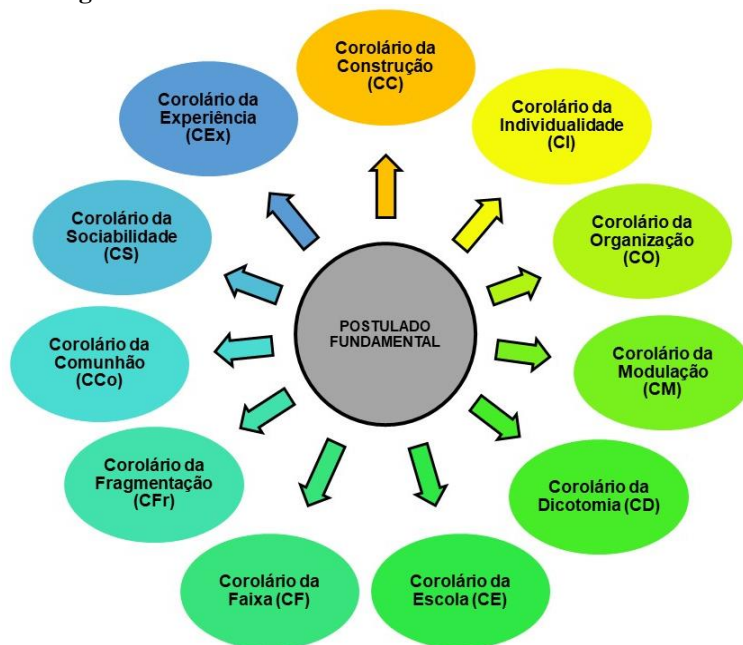 Corolário da
Construção
(CC)
Corolário da
Individualidade
(CI)
Corolário da
Organização
(CO)
Corolário da
Modulação
(CM)
Corolário da
Dicotomia (CD)
Corolário da
Escola (CE)
Corolário da
Faixa (CF)
Corolário da
Fragmentação
(CFr)
Corolário da
Comunhão
(CCo)
Corolário da
Sociabilidade
(CS)
Corolário da
Experiência
(CEx)
POSTULADO
FUNDAMENTAL